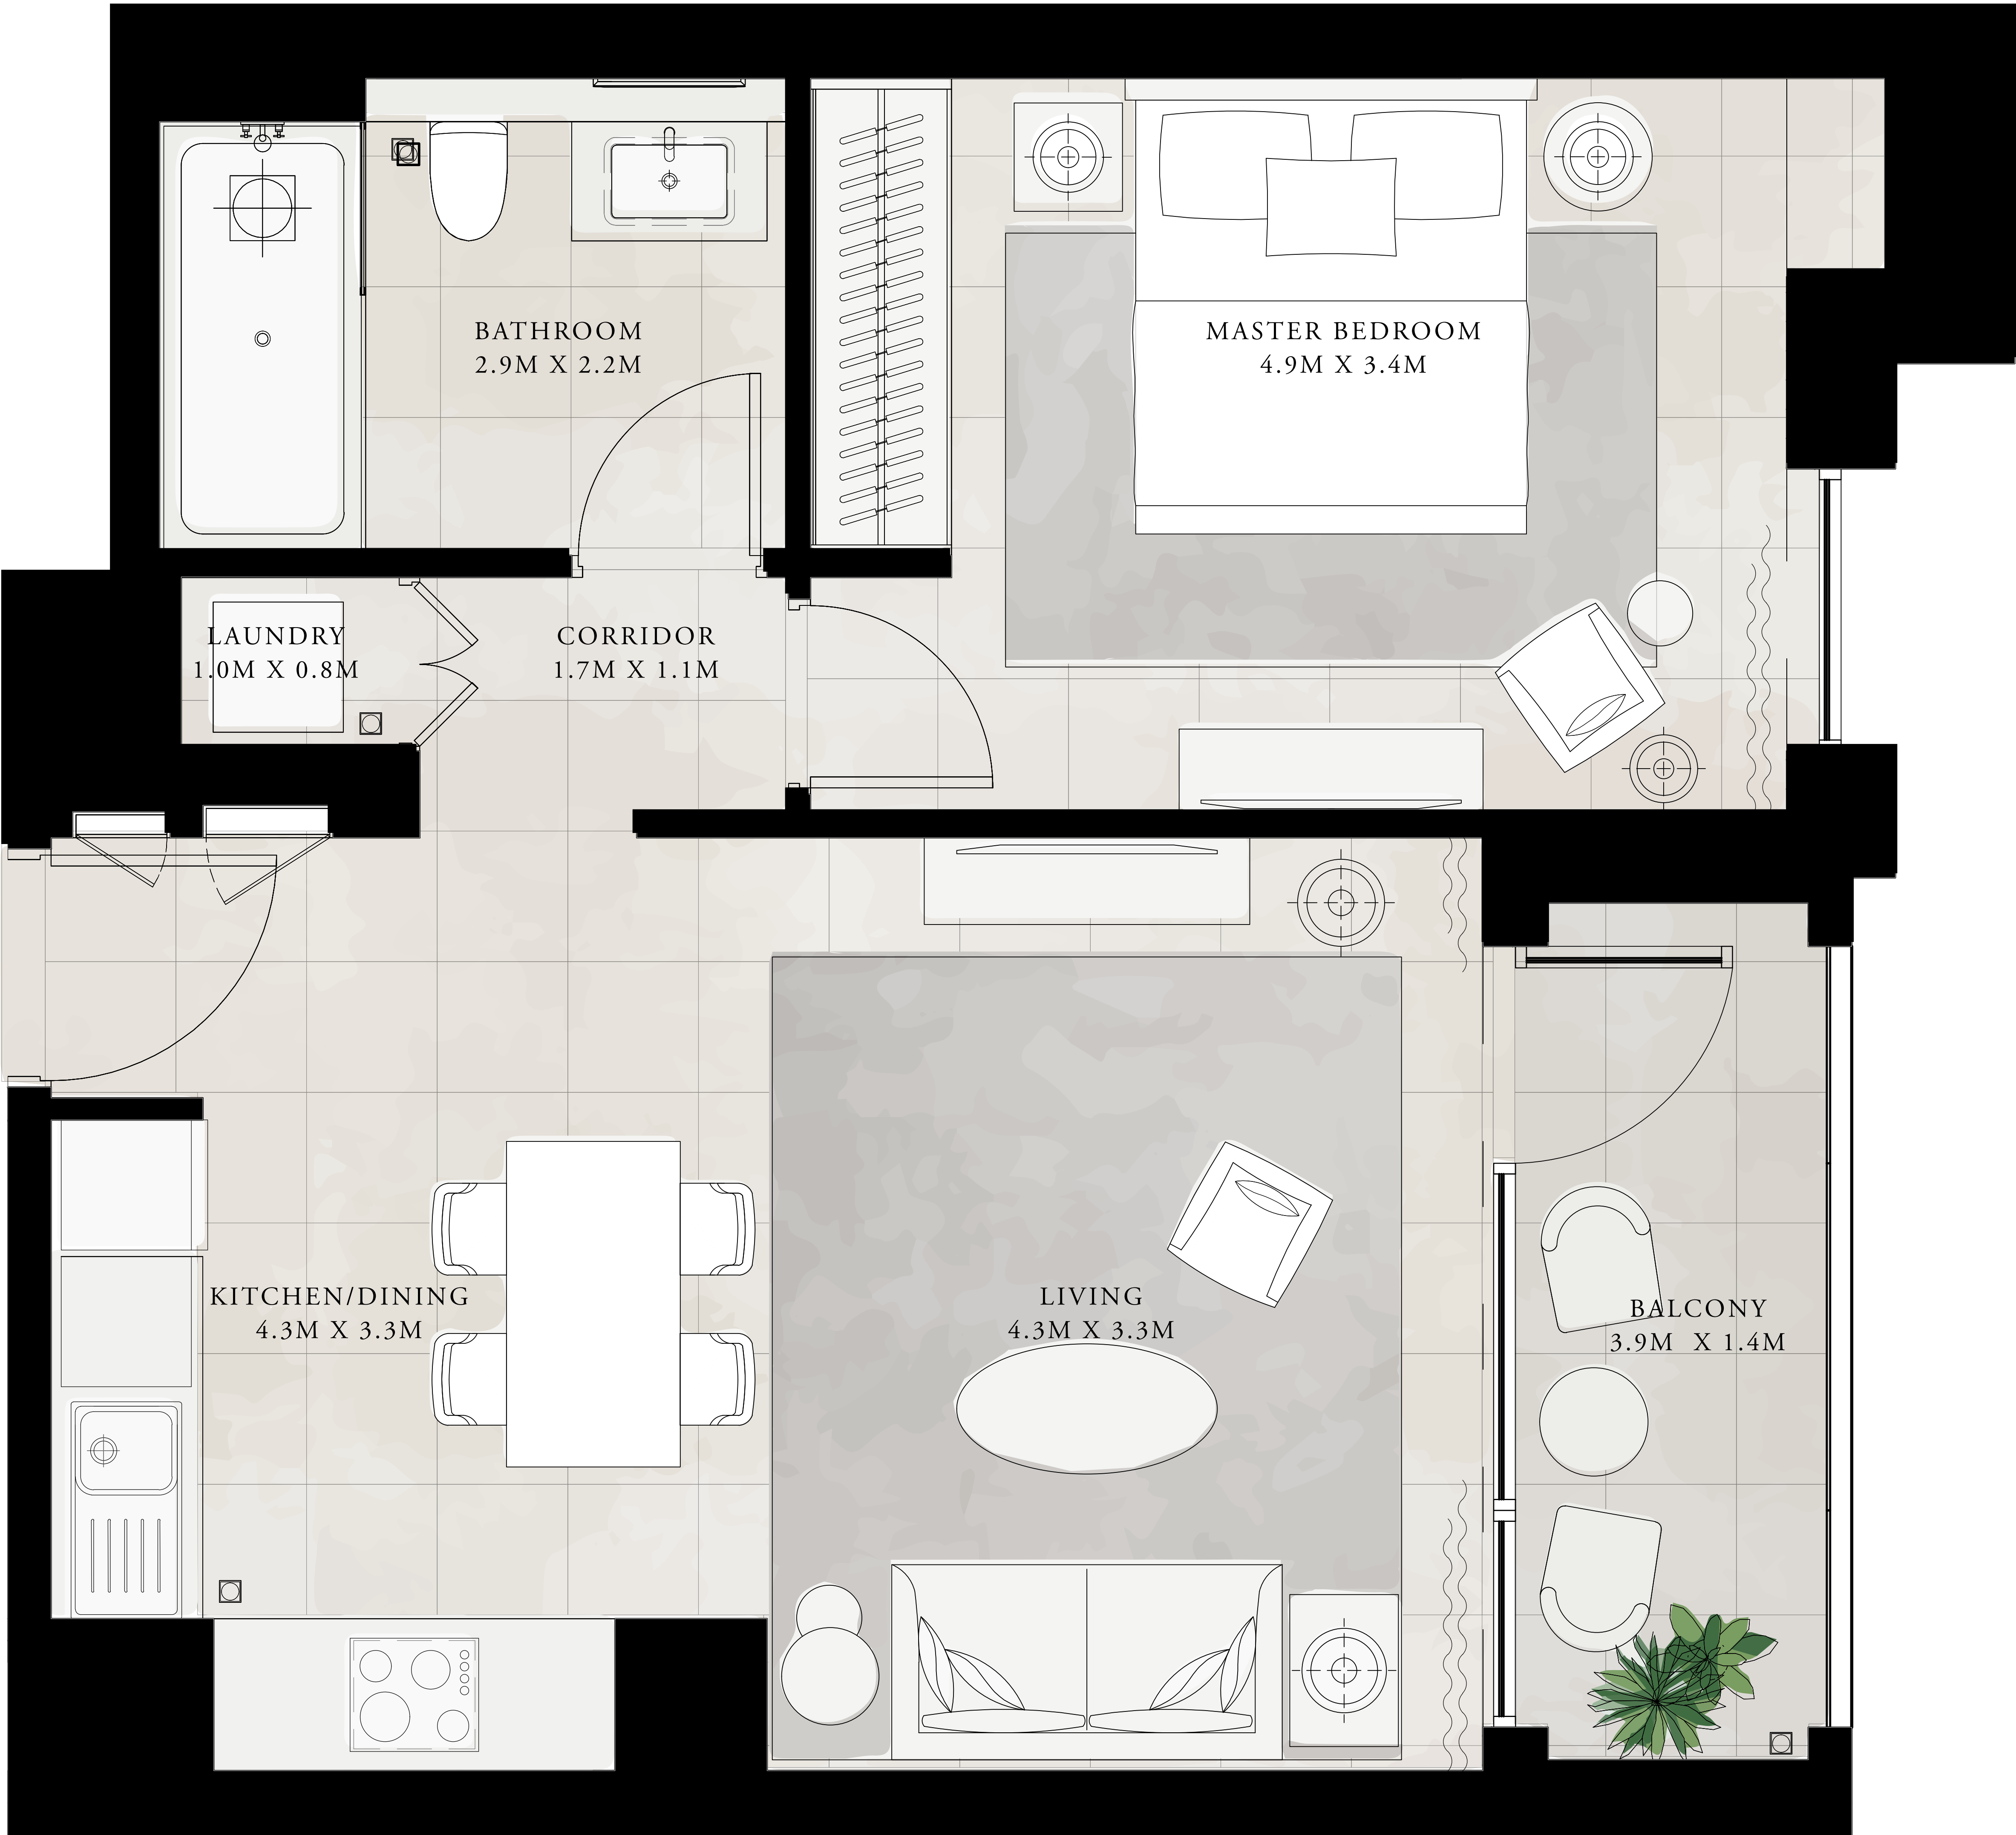 BATHROOM
2.9M X 2.2M
MASTER BEDROOM
4.9M X 3.4M
LAUNDRY
1.0M X 0.8M
CORRIDOR
1.7M X 1.1M
KITCHEN/DINING
4.3M X 3.3M
LIVING
4.3M X 3.3M
BALCONY
3.9M  X 1.4M